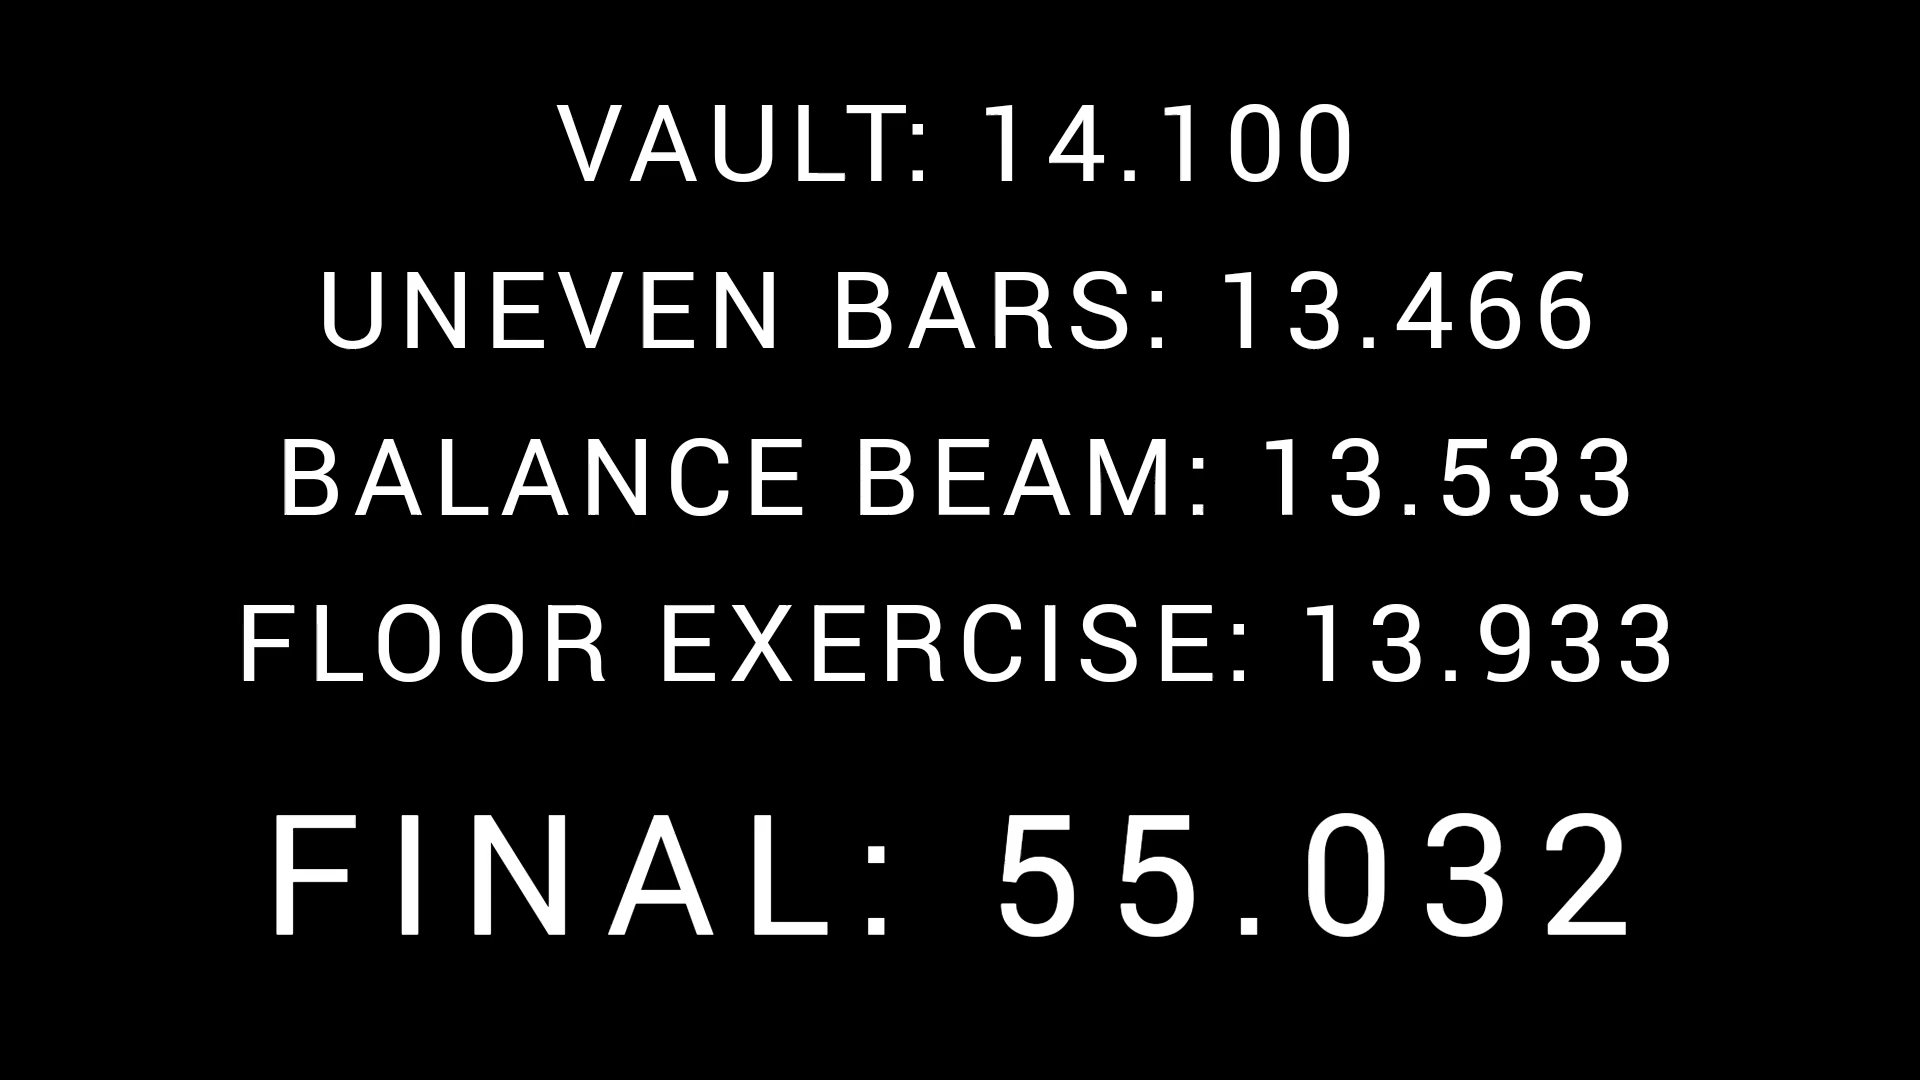 VAULT: 14.100
UNEVEN BARS: 13.466
BALANCE BEAM: 13.533
FLOOR EXERCISE: 13.933
FINAL: 55.032